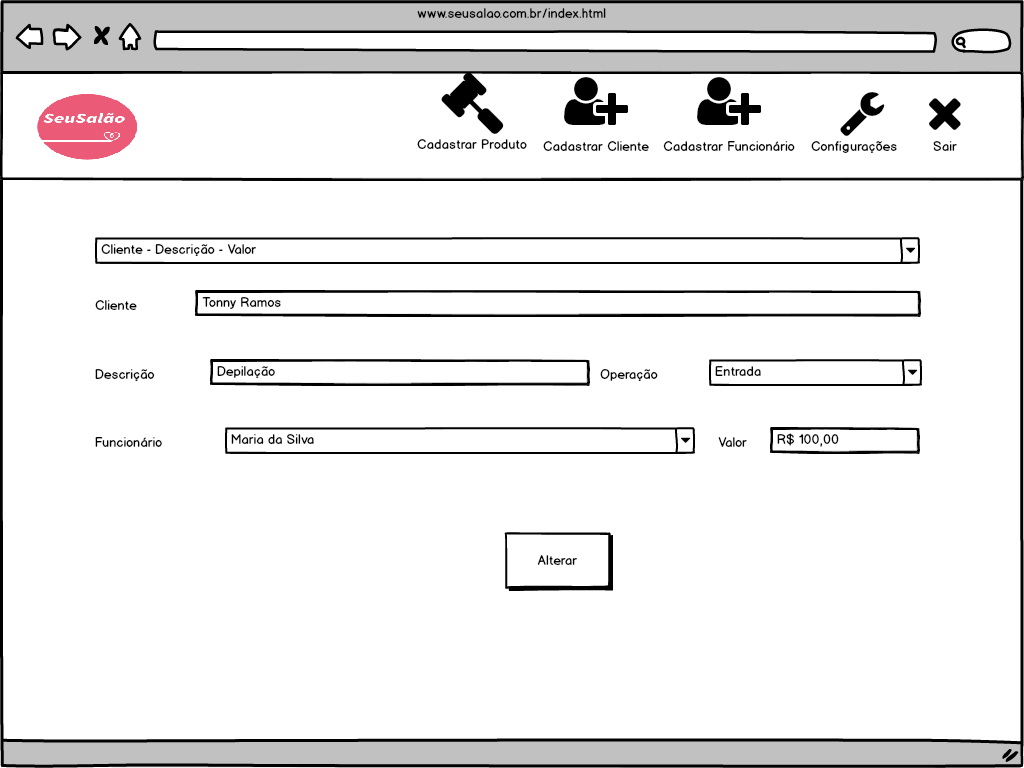 www.seusalao.com.br/index.html
SeuSalão
Cadastrar Produto
Cadastrar Cliente
Cadastrar Funcionário
Configurações
Sair
Cliente - Descrição - Valor
Cliente
Tonny Ramos
Descrição
Depilação
Operação
Entrada
Funcionário
Maria da Silva
Valor
R$ 100,00
Alterar